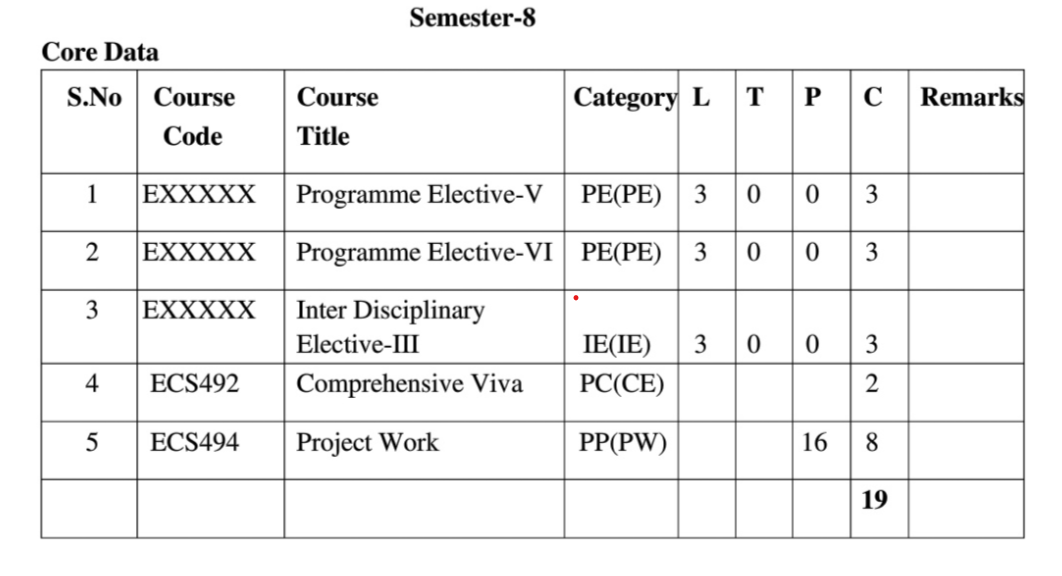 Semester-8
Core Data
S.No Course Code Course Title Category L T P C Remarks
1 EXXXXX Programme Elective-V PE(PE) 3 0 0 3
2 EXXXXX Programme Elective-VI PE(PE) 3 0 0 3
3 EXXXXX Inter Disciplinary Elective-III IE(IE) 3 0 0 3
4 ECS492 Comprehensive Viva PC(CE) 2
5 ECS494 Project Work PP(PW) 16 8
19